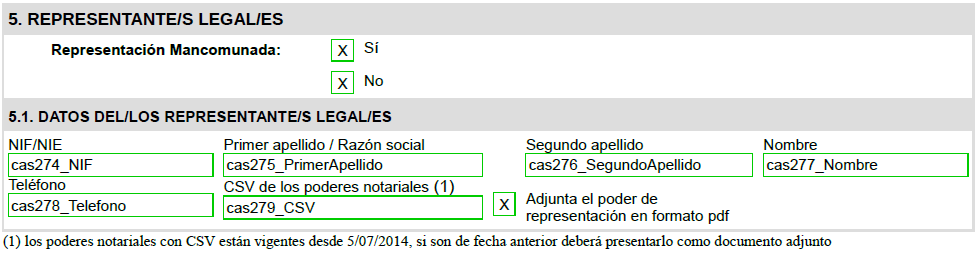 5. REPRESENTANTE/S LEGAL/ES
Representación Mancomunada: X Sí
X No
5.1. DATOS DEL/LOS REPRESENTANTE/S LEGAL/ES
NIF/NIE Primer apellido / Razón social Segundo apellido Nombre
cas274_NIF cas275_PrimerApellido cas276_SegundoApellido cas277_Nombre
Teléfono CSV de los poderes notariales (1)
cas278_Telefono cas279_CSV X Adjunta el poder de
representación en formato pdf
(1) los poderes notariales con CSV están vigentes desde 5/07/2014, si son de fecha anterior deberá presentarlo como documento adjunto